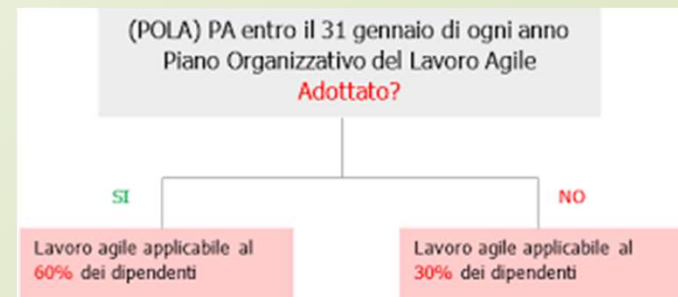 (POLA) PA entro il 31 gennaio di ogni anno
Piano Organizzativo del Lavoro Agile
Adottato?
SI
NO
Lavoro agile applicabile al
60% dei dipendenti
Lavoro agile applicabile al
30% dei dipendenti